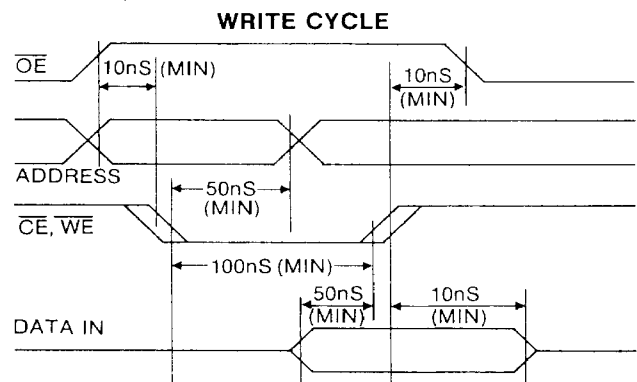 WRITE CYCLE
OE
10nS (MIN)
10nS
(MIN)
ADDRESS
50nS
(MIN)
CE, WE
100nS (MIN)
50nS
(MIN)
10nS
(MIN)
DATA IN